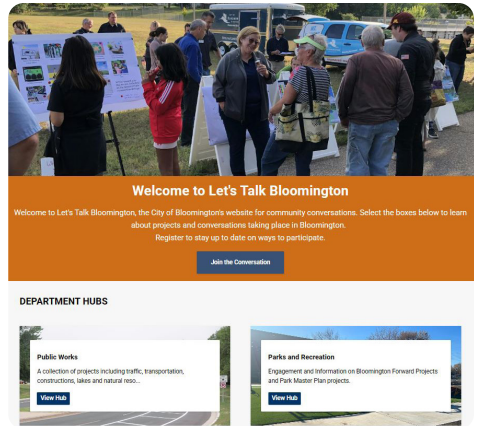 Welcome to Let's Talk Bloomington
Welcome to Let's Talk Bloomington, the City of Bloomington's website for community conversations. Select the boxes below to learn
about projects and conversations taking place in Bloomington.
Register to stay up to date on ways to participate.
Join the Conversation
DEPARTMENT HUBS
Public Works
A collection of projects including traffic, transportation,
constructions, lakes and natural reso...
View Hub
Parks and Recreation
Engagement and Information on Bloomington Forward Projects
and Park Master Plan projects.
View Hub